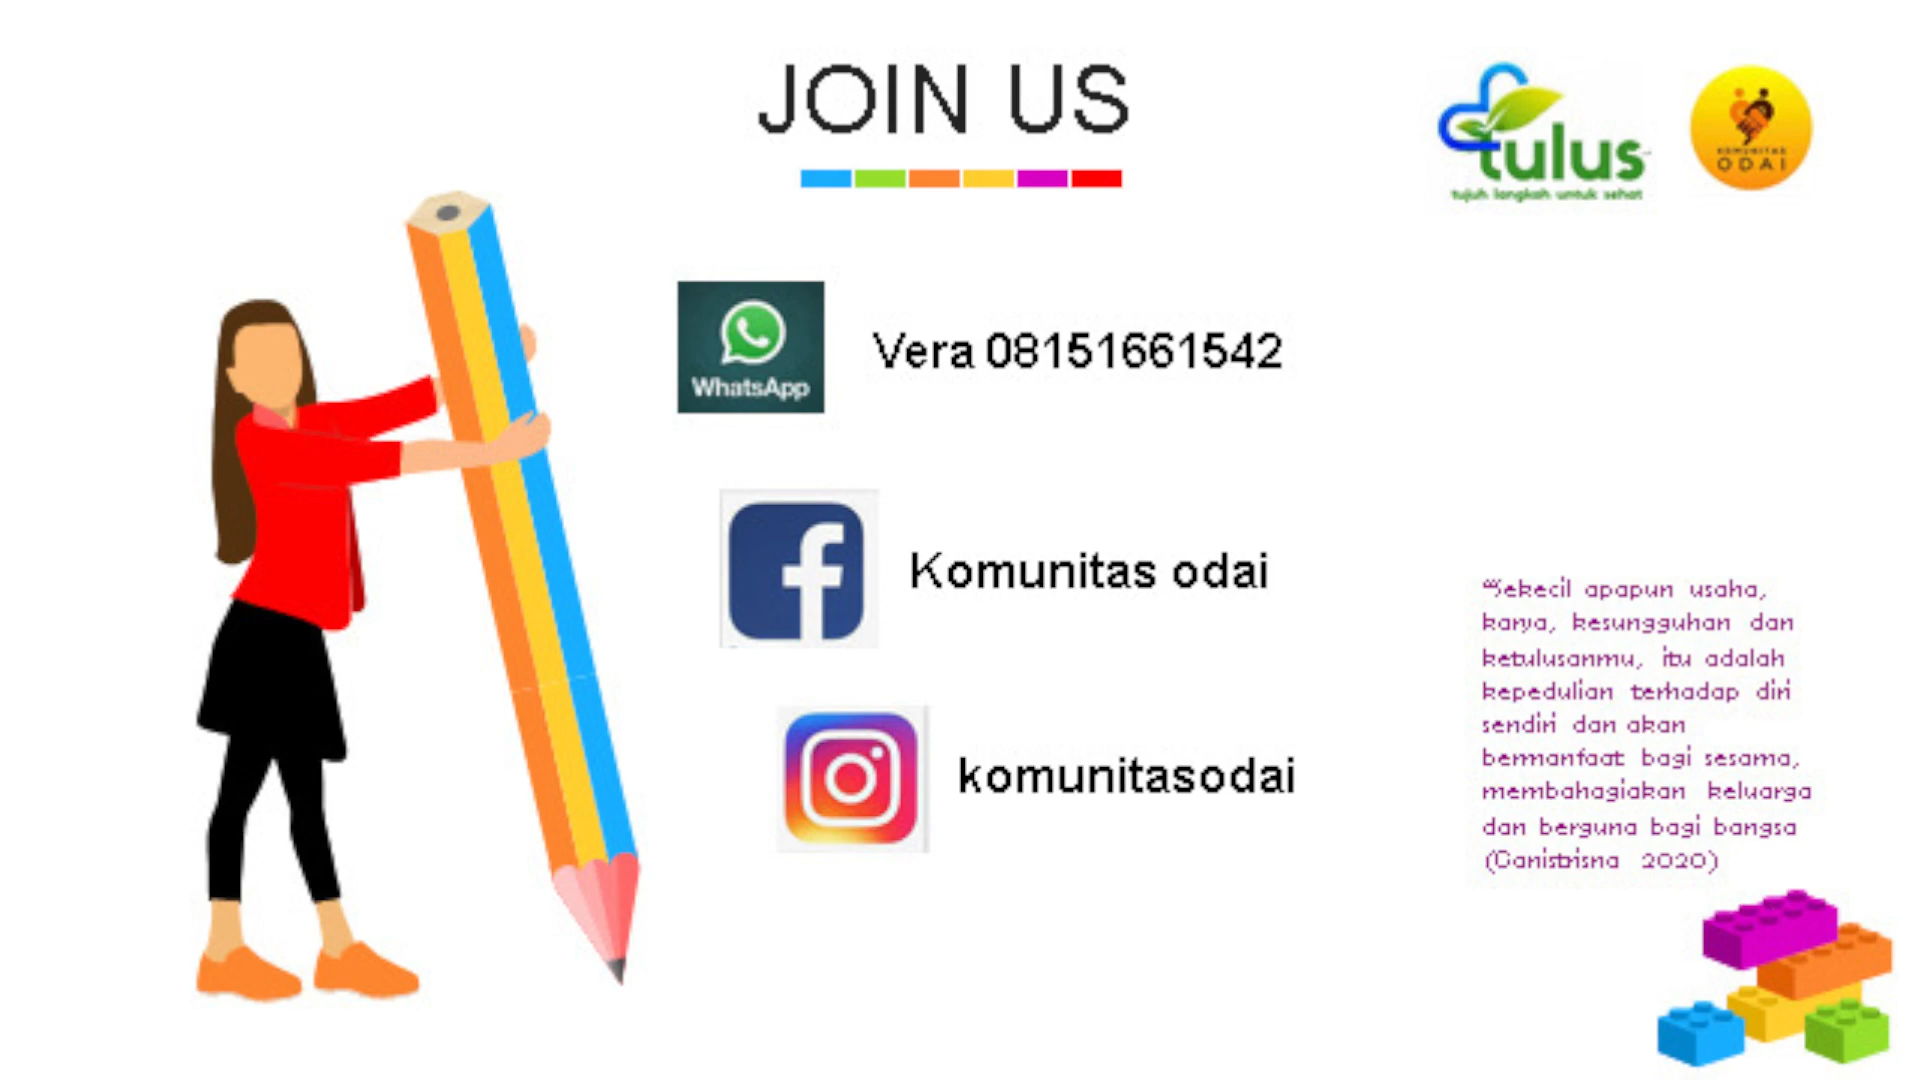 JOIN US
tulus
tujuh langkah untuk sehat
KOMUNITAS
ODAI
WhatsApp
Vera 08151661542
Komunitas odai
komunitasodai
“Sekecil apapun usaha,
karya, kesungguhan dan
ketulusanmu, itu adalah
kepedulian terhadap diri
sendiri dan akan
bermanfaat bagi sesama,
membahagiakan keluarga
dan berguna bagi bangsa
(Canistrisna 2020)